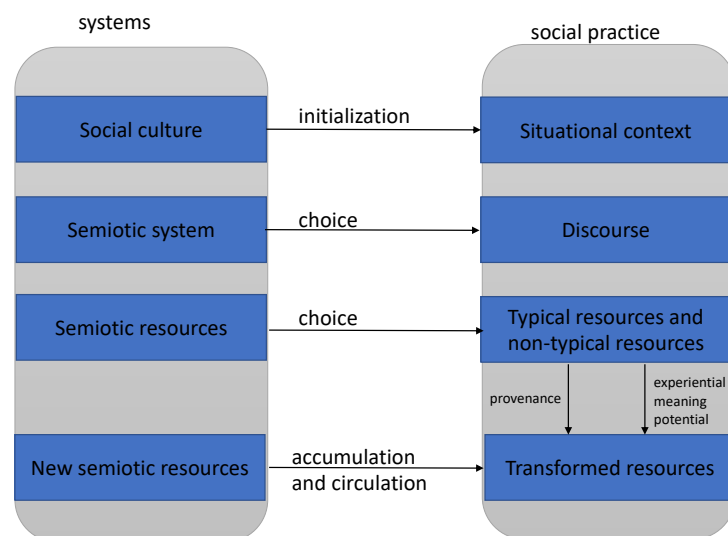 systems
social practice
Social culture
initialization
Situational context
Semiotic system
choice
Discourse
Semiotic resources
choice
Typical resources and
non-typical resources
provenance
experiential
meaning
potential
New semiotic resources
accumulation
and circulation
Transformed resources